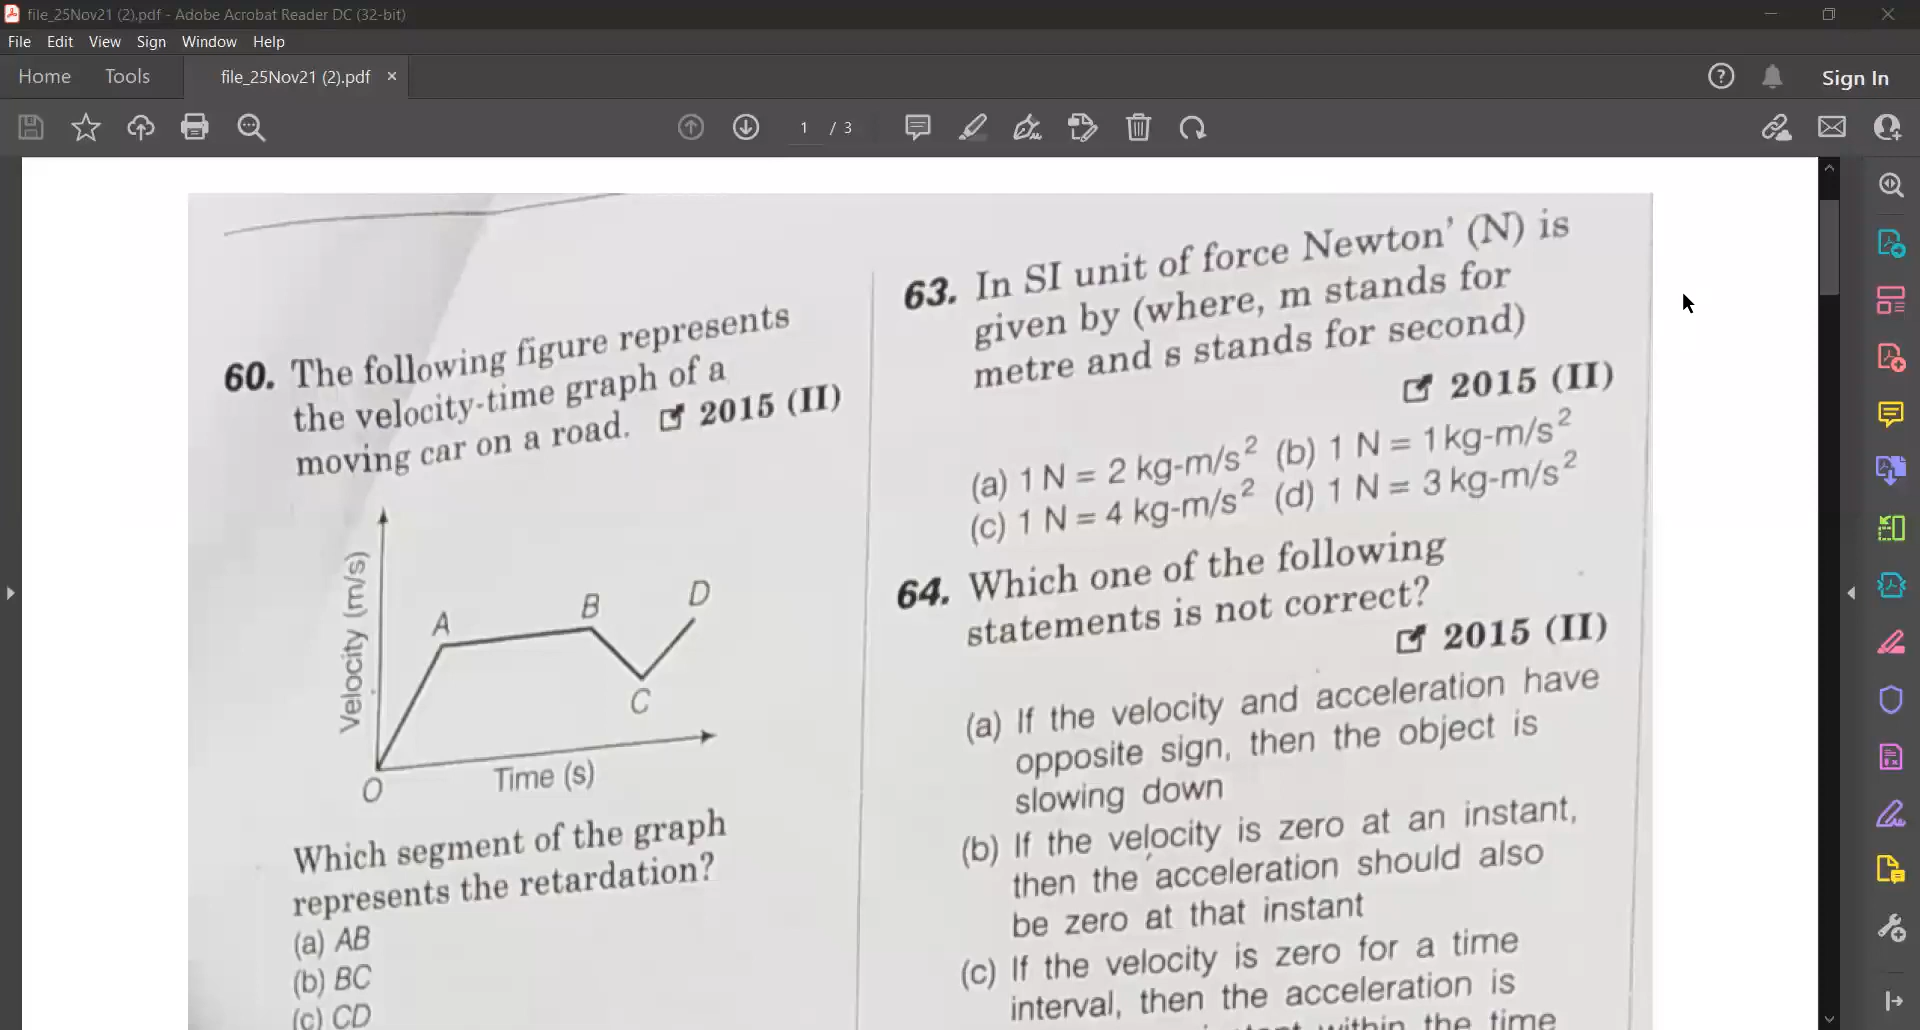 file_25Nov21 (2).pdf - Adobe Acrobat Reader DC (32-bit)
File Edit View Sign Window Help
Home Tools file_25Nov21 (2).pdf × Sign In
1 / 3
60. The following figure represents
the velocity-time graph of a
moving car on a road. 2015 (II)
Velocity (m/s)
A
B
D
C
O
Time (s)
Which segment of the graph
represents the retardation?
(a) AB
(b) BC
(c) CD
63. In SI unit of force Newton' (N) is
given by (where, m stands for
metre and s stands for second)
2015 (II)
(a) 1 N = 2 kg-m/s² (b) 1 N = 1 kg-m/s²
(c) 1 N = 4 kg-m/s² (d) 1 N = 3 kg-m/s²
64. Which one of the following
statements is not correct?
2015 (II)
(a) If the velocity and acceleration have
opposite sign, then the object is
slowing down
(b) If the velocity is zero at an instant,
then the acceleration should also
be zero at that instant
(c) If the velocity is zero for a time
interval, then the acceleration is
within the time